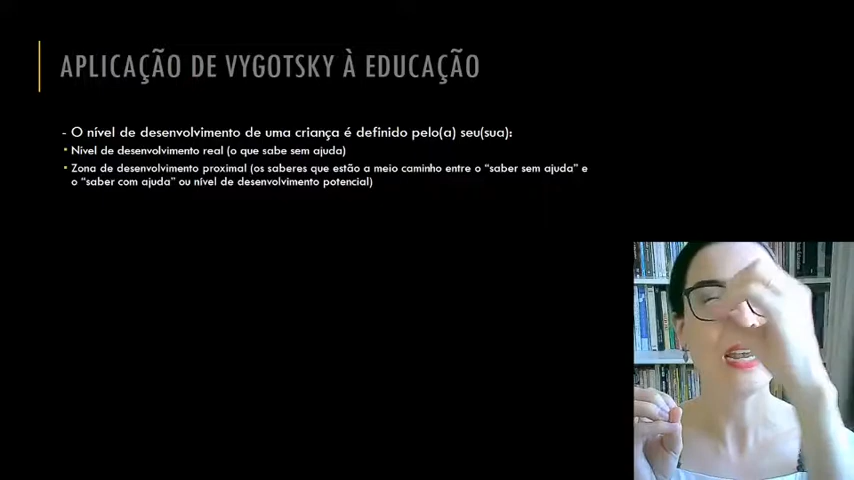 APLICAÇÃO DE VYGOTSKY À EDUCAÇÃO
- O nível de desenvolvimento de uma criança é definido pelo(a) seu(sua):
• Nível de desenvolvimento real (o que sabe sem ajuda)
• Zona de desenvolvimento proximal (os saberes que estão a meio caminho entre o “saber sem ajuda” e
o “saber com ajuda” ou nível de desenvolvimento potencial)